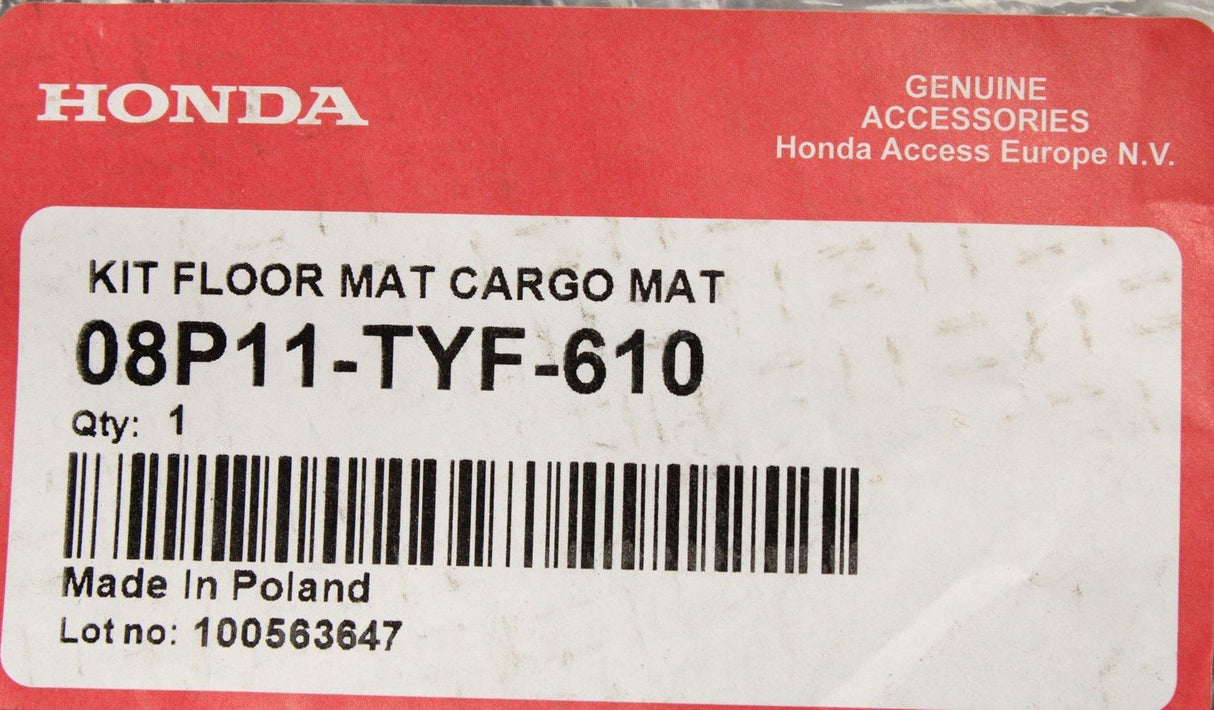 HONDA
GENUINE
ACCESSORIES
Honda Access Europe N.V.
KIT FLOOR MAT CARGO MAT
08P11-TYF-610
Qty: 1
Made In Poland
Lot no: 100563647